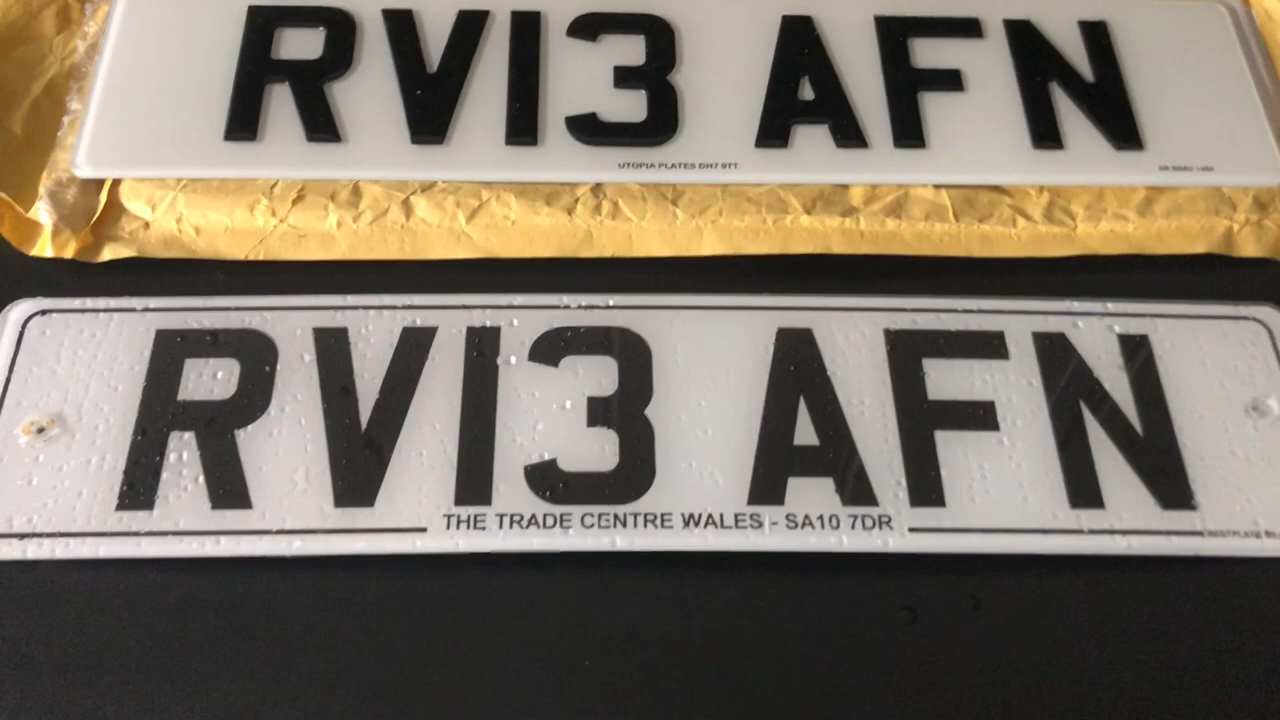 RV13 AFN
UTOPIA PLATES DH7 9TT
RV13 AFN
THE TRADE CENTRE WALES - SA10 7DR